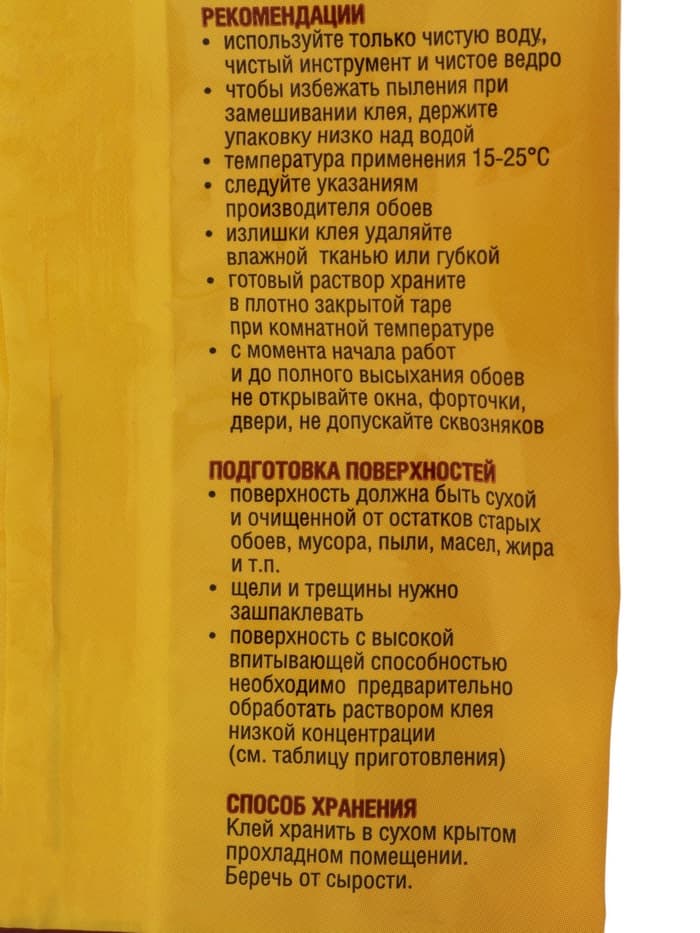 РЕКОМЕНДАЦИИ
• используйте только чистую воду,
чистый инструмент и чистое ведро
• чтобы избежать пыления при
замешивании клея, держите
упаковку низко над водой
• температура применения 15-25°C
• следуйте указаниям
производителя обоев
• излишки клея удаляйте
влажной тканью или губкой
• готовый раствор храните
в плотно закрытой таре
при комнатной температуре
• с момента начала работ
и до полного высыхания обоев
не открывайте окна, форточки,
двери, не допускайте сквозняков
ПОДГОТОВКА ПОВЕРХНОСТЕЙ
• поверхность должна быть сухой
и очищенной от остатков старых
обоев, мусора, пыли, масел, жира
и т.п.
• щели и трещины нужно
зашпаклевать
• поверхность с высокой
впитывающей способностью
необходимо предварительно
обработать раствором клея
низкой концентрации
(см. таблицу приготовления)
СПОСОБ ХРАНЕНИЯ
Клей хранить в сухом крытом
прохладном помещении.
Беречь от сырости.